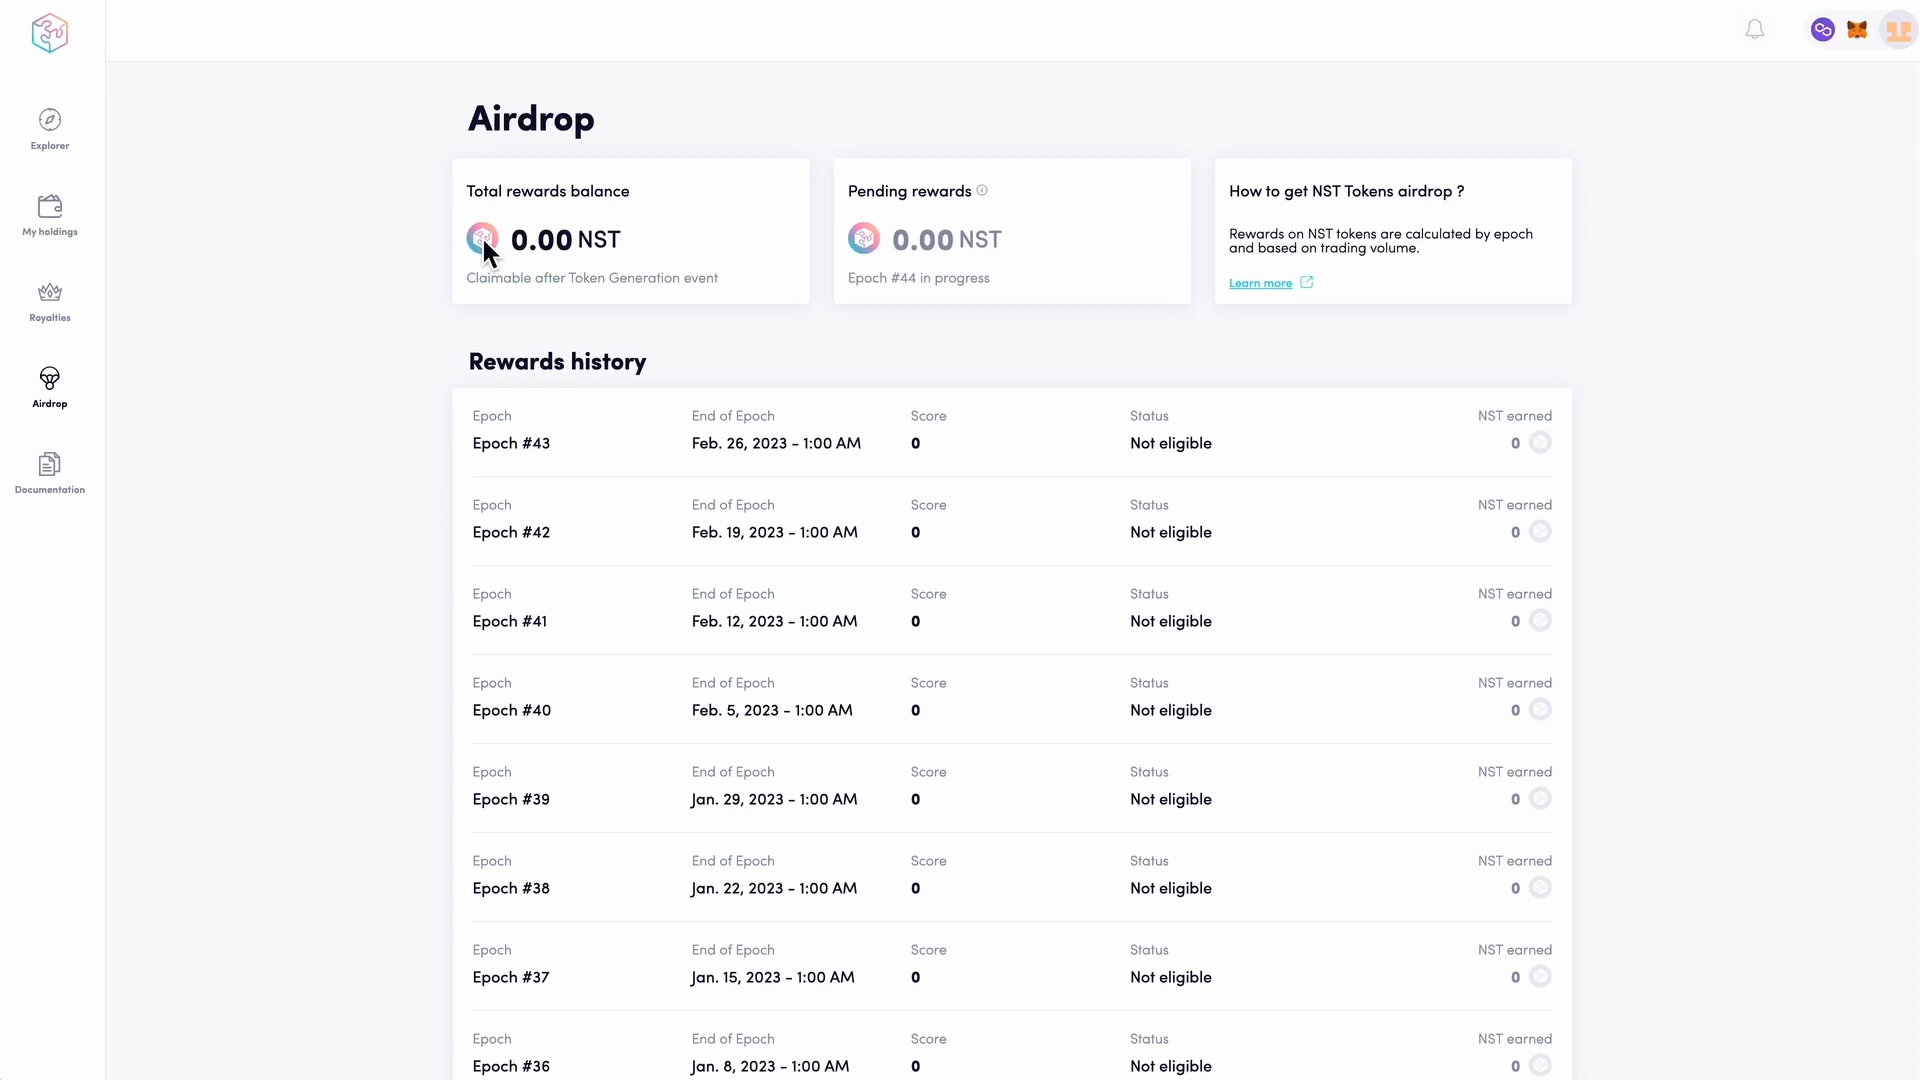 Explorer
My holdings
Royalties
Airdrop
Documentation
Airdrop
Total rewards balance
0.00 NST
Claimable after Token Generation event
Pending rewards
0.00 NST
Epoch #44 in progress
How to get NST Tokens airdrop ?
Rewards on NST tokens are calculated by epoch
and based on trading volume.
Learn more
Rewards history
Epoch End of Epoch Score Status NST earned
Epoch #43 Feb. 26, 2023 - 1:00 AM 0 Not eligible 0
Epoch End of Epoch Score Status NST earned
Epoch #42 Feb. 19, 2023 - 1:00 AM 0 Not eligible 0
Epoch End of Epoch Score Status NST earned
Epoch #41 Feb. 12, 2023 - 1:00 AM 0 Not eligible 0
Epoch End of Epoch Score Status NST earned
Epoch #40 Feb. 5, 2023 - 1:00 AM 0 Not eligible 0
Epoch End of Epoch Score Status NST earned
Epoch #39 Jan. 29, 2023 - 1:00 AM 0 Not eligible 0
Epoch End of Epoch Score Status NST earned
Epoch #38 Jan. 22, 2023 - 1:00 AM 0 Not eligible 0
Epoch End of Epoch Score Status NST earned
Epoch #37 Jan. 15, 2023 - 1:00 AM 0 Not eligible 0
Epoch End of Epoch Score Status NST earned
Epoch #36 Jan. 8, 2023 - 1:00 AM 0 Not eligible 0